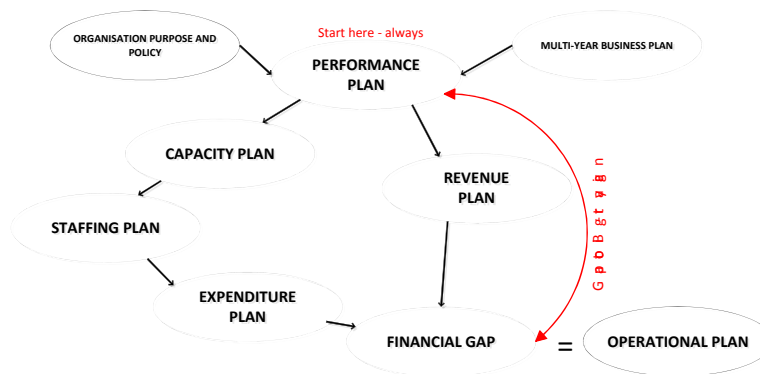 Start here - always
ORGANISATION PURPOSE AND
POLICY
MULTI-YEAR BUSINESS PLAN
PERFORMANCE
PLAN
CAPACITY PLAN
REVENUE
PLAN
STAFFING PLAN
EXPENDITURE
PLAN
FINANCIAL GAP
=
OPERATIONAL PLAN